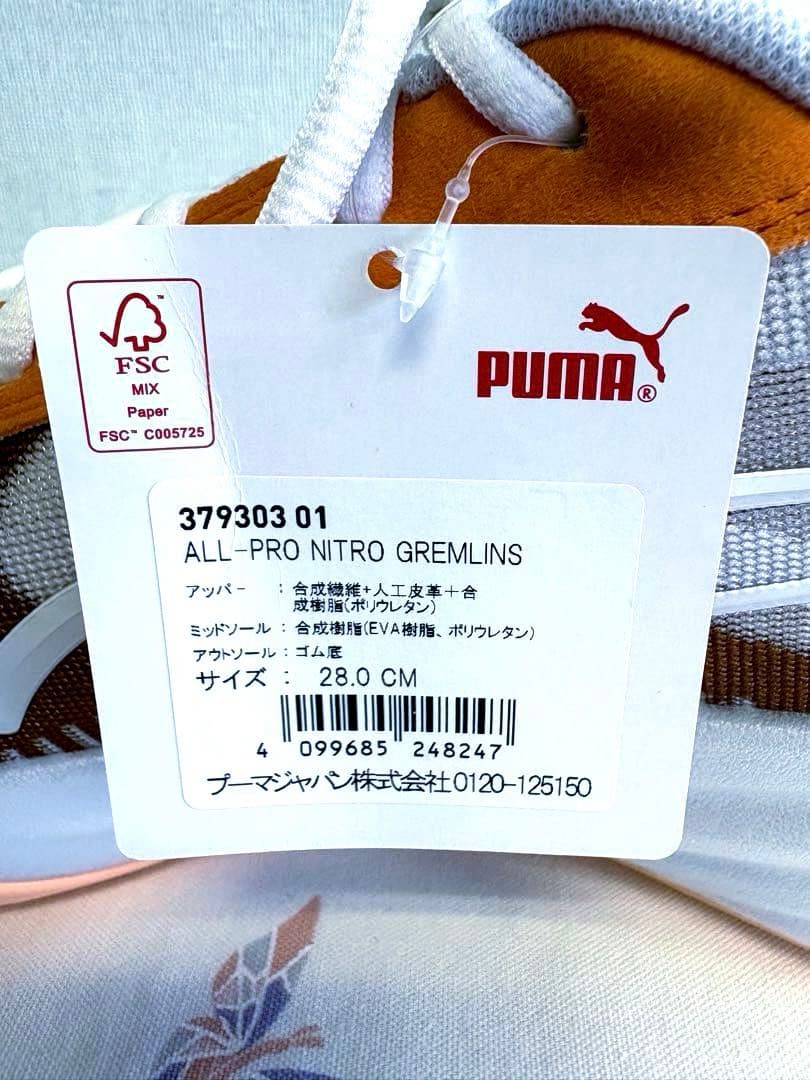 FSC™
MIX
Paper
FSC™ C005725
PUMA®
379303 01
ALL-PRO NITRO GREMLINS
アッパー : 合成繊維+人工皮革+合
成樹脂(ポリウレタン)
ミッドソール : 合成樹脂(EVA樹脂、ポリウレタン)
アウトソール : ゴム底
サイズ : 28.0 CM
4 099685 248247
プーマジャパン株式会社0120-125150